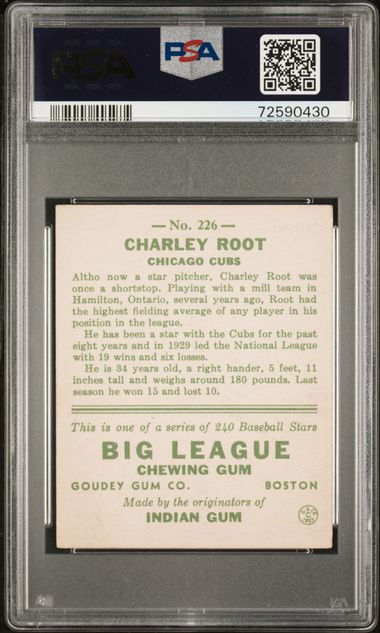 PSA
PSA
72590430
— No. 226 —
CHARLEY ROOT
CHICAGO CUBS
Altho now a star pitcher, Charley Root was
once a shortstop. Playing with a mill team in
Hamilton, Ontario, several years ago, Root had
the highest fielding average of any player in his
position in the league.
He has been a star with the Cubs for the past
eight years and in 1929 led the National League
with 19 wins and six losses.
He is 34 years old, a right hander, 5 feet, 11
inches tall and weighs around 180 pounds. Last
season he won 15 and lost 10.
This is one of a series of 240 Baseball Stars
BIG LEAGUE
CHEWING GUM
GOUDEY GUM CO. BOSTON
Made by the originators of
INDIAN GUM